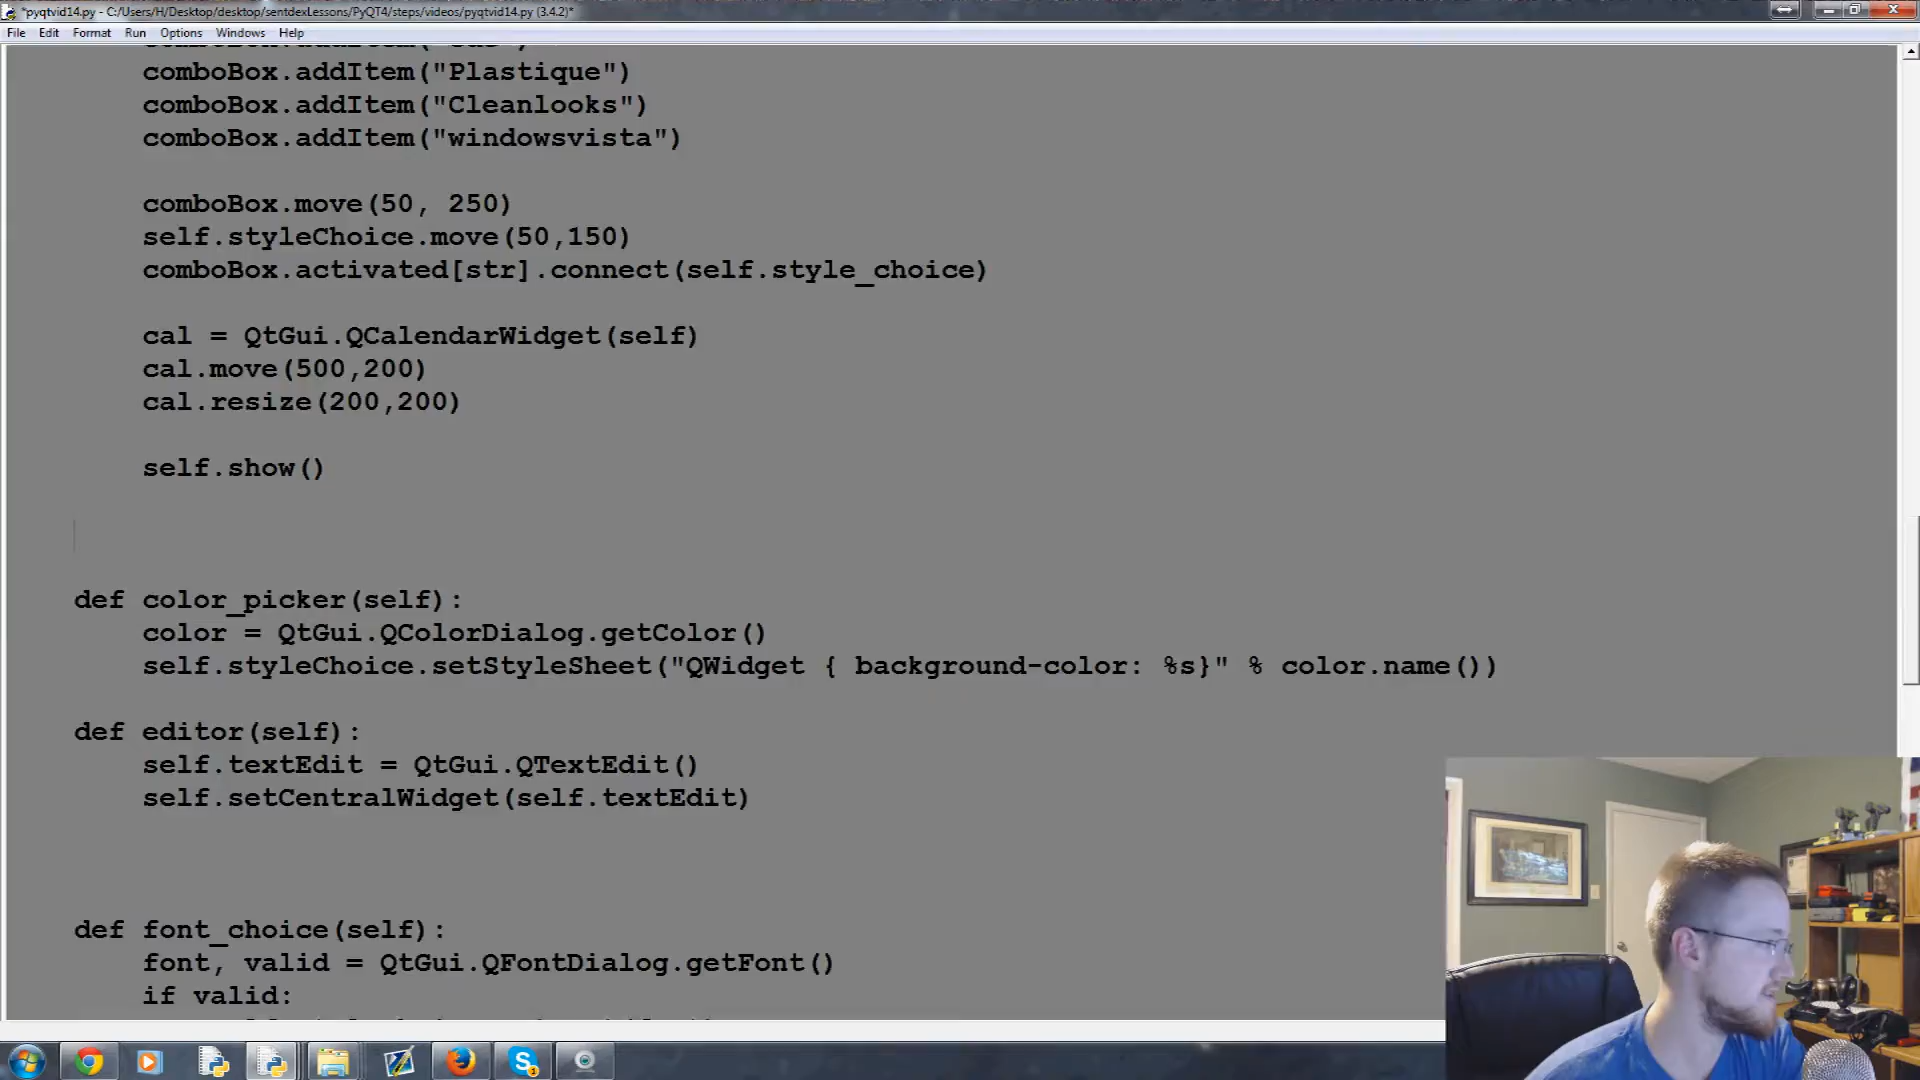 *pyqtvid14.py - C:/Users/H/Desktop/desktop/sentdexLessons/PyQT4/steps/videos/pyqtvid14.py (3.4.2)*
File Edit Format Run Options Windows Help
comboBox.addItem("Plastique")
comboBox.addItem("Cleanlooks")
comboBox.addItem("windowsvista")
comboBox.move(50, 250)
self.styleChoice.move(50,150)
comboBox.activated[str].connect(self.style_choice)
cal = QtGui.QCalendarWidget(self)
cal.move(500,200)
cal.resize(200,200)
self.show()
def color_picker(self):
color = QtGui.QColorDialog.getColor()
self.styleChoice.setStyleSheet("QWidget { background-color: %s}" % color.name())
def editor(self):
self.textEdit = QtGui.QTextEdit()
self.setCentralWidget(self.textEdit)
def font_choice(self):
font, valid = QtGui.QFontDialog.getFont()
if valid: